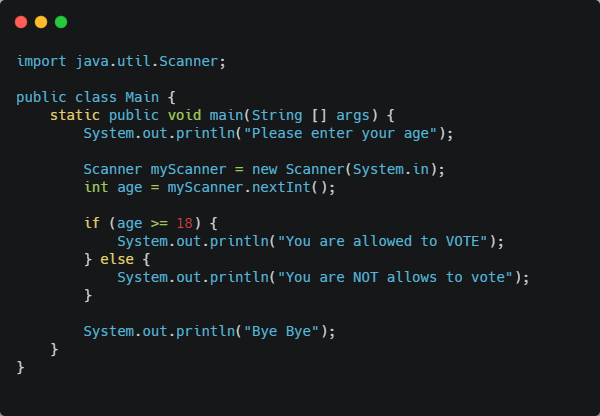 import java.util.Scanner;
public class Main {
static public void main(String [] args) {
System.out.println("Please enter your age");
Scanner myScanner = new Scanner(System.in);
int age = myScanner.nextInt();
if (age >= 18) {
System.out.println("You are allowed to VOTE");
} else {
System.out.println("You are NOT allows to vote");
}
System.out.println("Bye Bye");
}
}